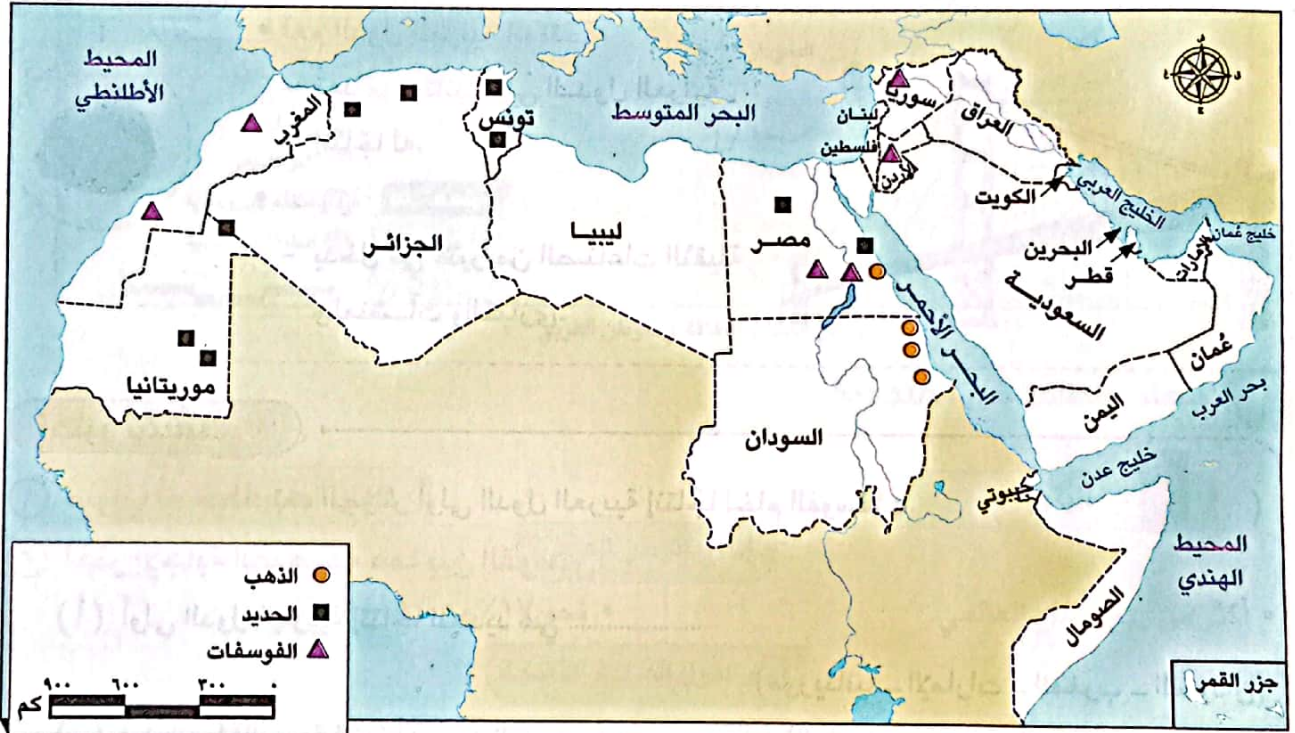 المحيط
الأطلنطي
البحر المتوسط
المغرب
تونس
الجزائر
ليبيا
مصر
موريتانيا
السودان
سوريا
لبنان
العراق
فلسطين
الأردن
الكويت
الخليج العربي
البحرين
قطر
السعودية
الإمارات
خليج عُمان
عُمان
اليمن
البحر الأحمر
بحر العرب
خليج عدن
جيبوتي
الصومال
المحيط
الهندي
جزر القمر
الذهب
الحديد
الفوسفات
٩٠٠ ٦٠٠ ٣٠٠ ٠
كم